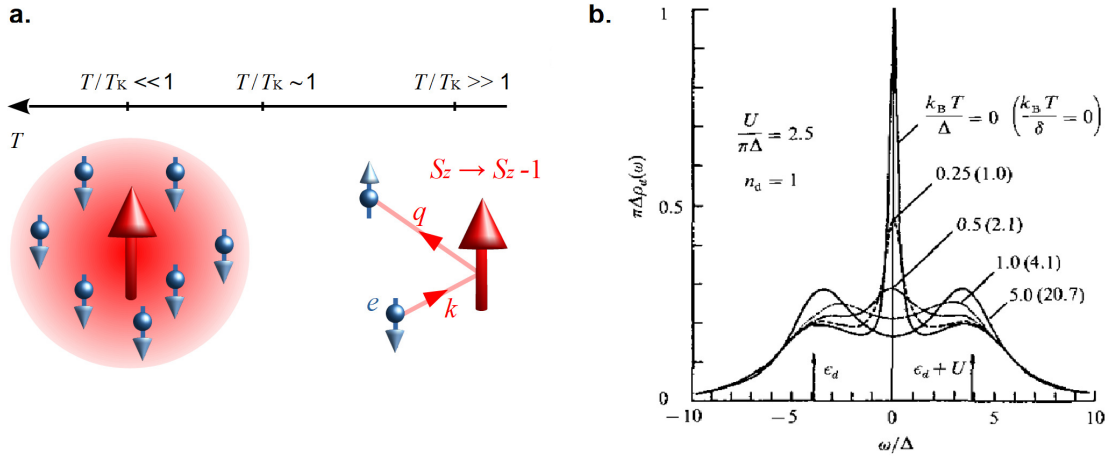 a.
T/TK << 1
T/TK ~ 1
T/TK >> 1
T
Sz → Sz -1
q
e
k
b.
πΔρd(ω)
1
0.5
0
U/πΔ = 2.5
nd = 1
kB T/Δ = 0 (kB T/δ = 0)
0.25 (1.0)
0.5 (2.1)
1.0 (4.1)
5.0 (20.7)
ϵd
ϵd + U
−10
−5
0
5
10
ω/Δ